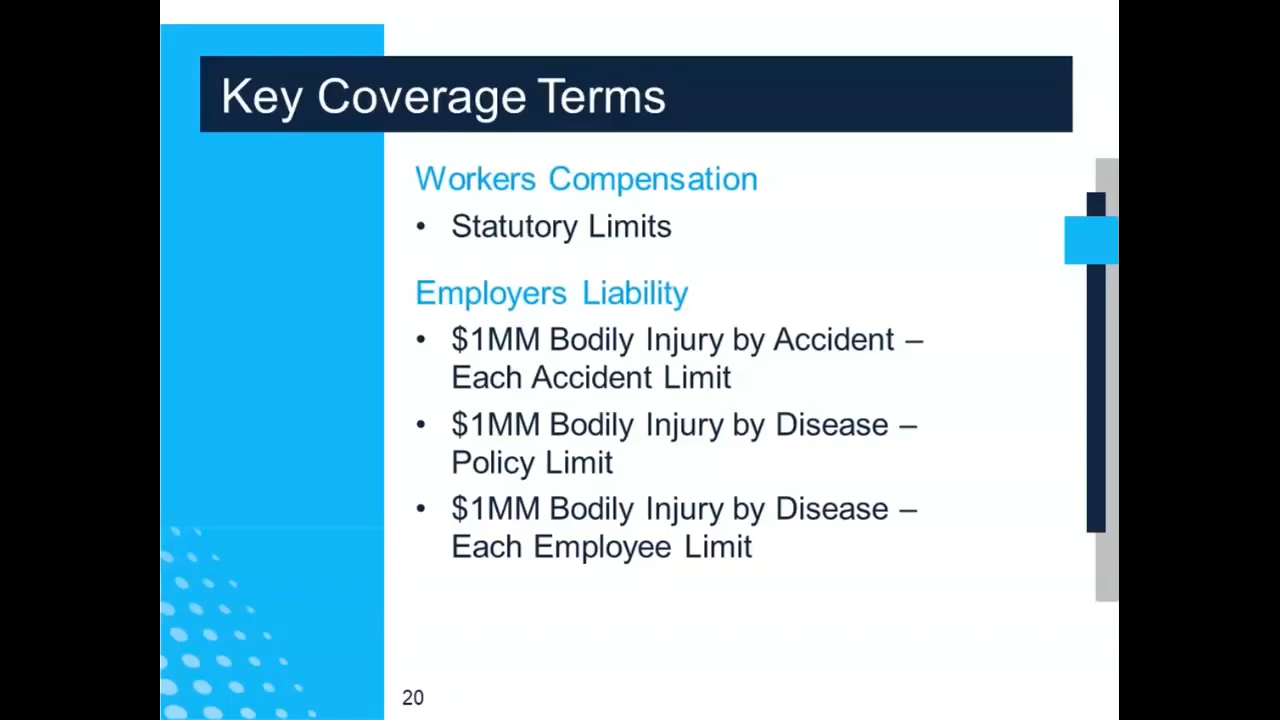 Key Coverage Terms
Workers Compensation
• Statutory Limits
Employers Liability
• $1MM Bodily Injury by Accident –
Each Accident Limit
• $1MM Bodily Injury by Disease –
Policy Limit
• $1MM Bodily Injury by Disease –
Each Employee Limit
20